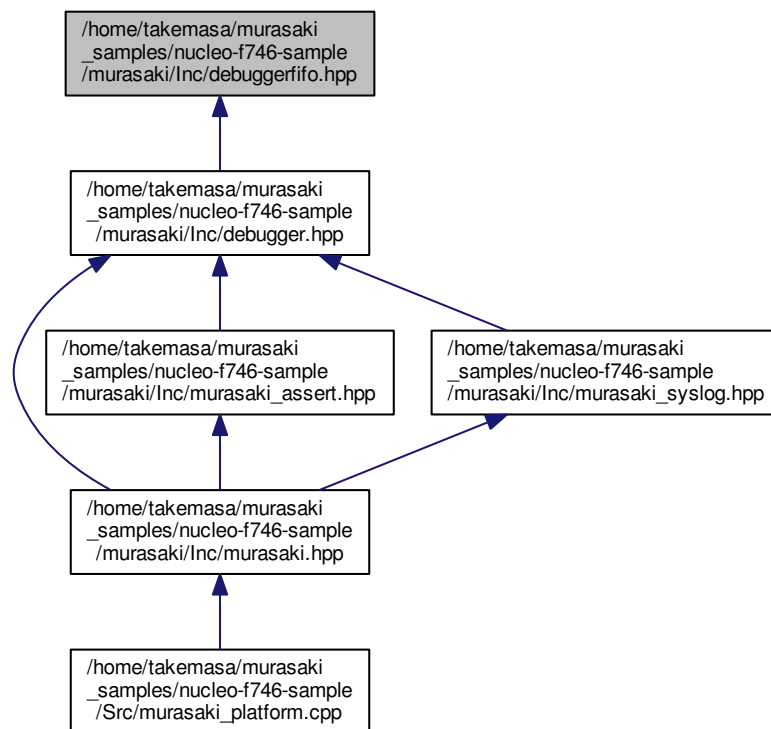 /home/takemasa/murasaki
_samples/nucleo-f746-sample
/murasaki/Inc/debuggerfifo.hpp
/home/takemasa/murasaki
_samples/nucleo-f746-sample
/murasaki/Inc/debugger.hpp
/home/takemasa/murasaki
_samples/nucleo-f746-sample
/murasaki/Inc/murasaki_assert.hpp
/home/takemasa/murasaki
_samples/nucleo-f746-sample
/murasaki/Inc/murasaki_syslog.hpp
/home/takemasa/murasaki
_samples/nucleo-f746-sample
/murasaki/Inc/murasaki.hpp
/home/takemasa/murasaki
_samples/nucleo-f746-sample
/Src/murasaki_platform.cpp